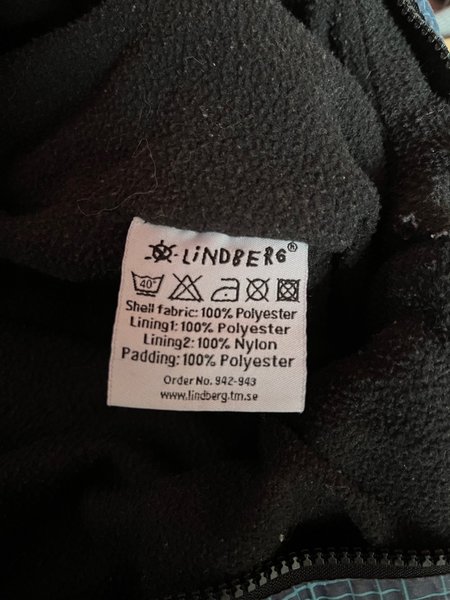 LiNDBERG®
40°
Shell fabric: 100% Polyester
Lining1: 100% Polyester
Lining2: 100% Nylon
Padding: 100% Polyester
Order No. 942-943
www.lindberg.tm.se